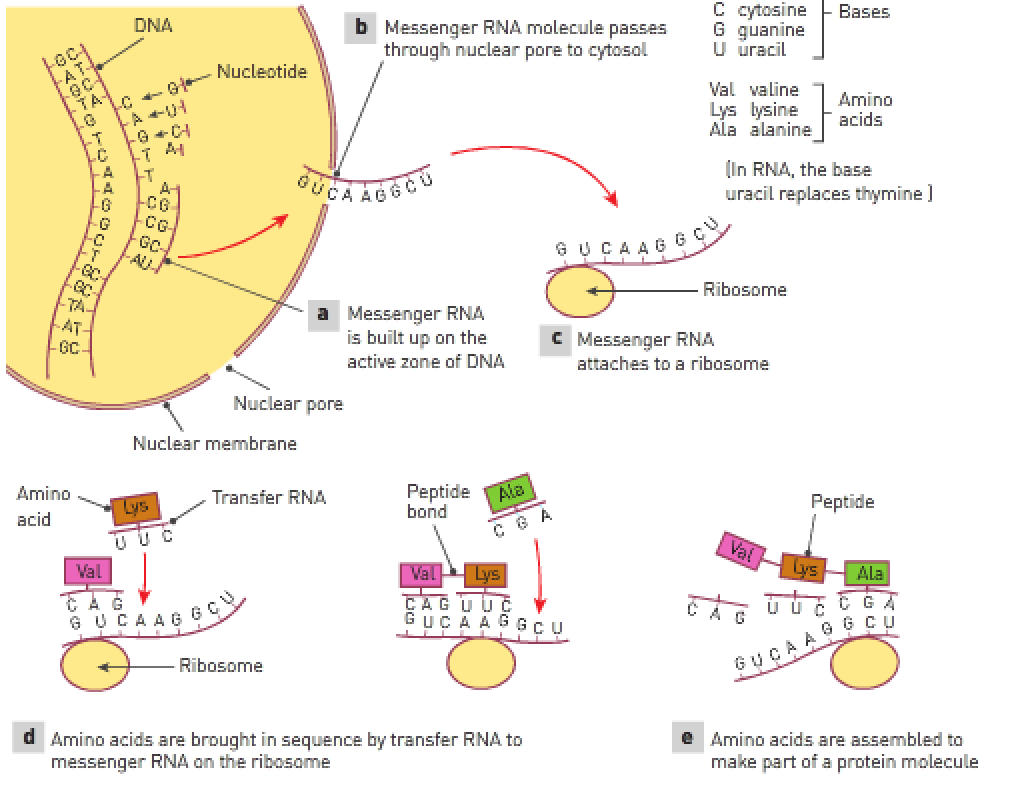 DNA
Nucleotide
b Messenger RNA molecule passes
through nuclear pore to cytosol
C cytosine
G guanine
U uracil
Bases
Val valine
Lys lysine
Ala alanine
Amino
acids
(In RNA, the base
uracil replaces thymine )
G U C A A G G C U
G U C A A G G C U
Ribosome
a Messenger RNA
is built up on the
active zone of DNA
c Messenger RNA
attaches to a ribosome
Nuclear pore
Nuclear membrane
Amino
acid
Lys
Transfer RNA
U U C
Val
C A G
G U C A A G G C U
Ribosome
Peptide
bond
Ala
C G A
Val Lys
C A G U U C
G U C A A G G C U
Peptide
Val Lys Ala
C A G U U C C G A
G U C A A G G C U
d Amino acids are brought in sequence by transfer RNA to
messenger RNA on the ribosome
e Amino acids are assembled to
make part of a protein molecule